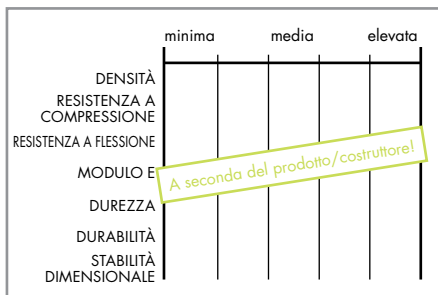 minima media elevata
DENSITÀ
RESISTENZA A
COMPRESSIONE
RESISTENZA A FLESSIONE
MODULO E
A seconda del prodotto/costruttore!
DUREZZA
DURABILITÀ
STABILITÀ
DIMENSIONALE